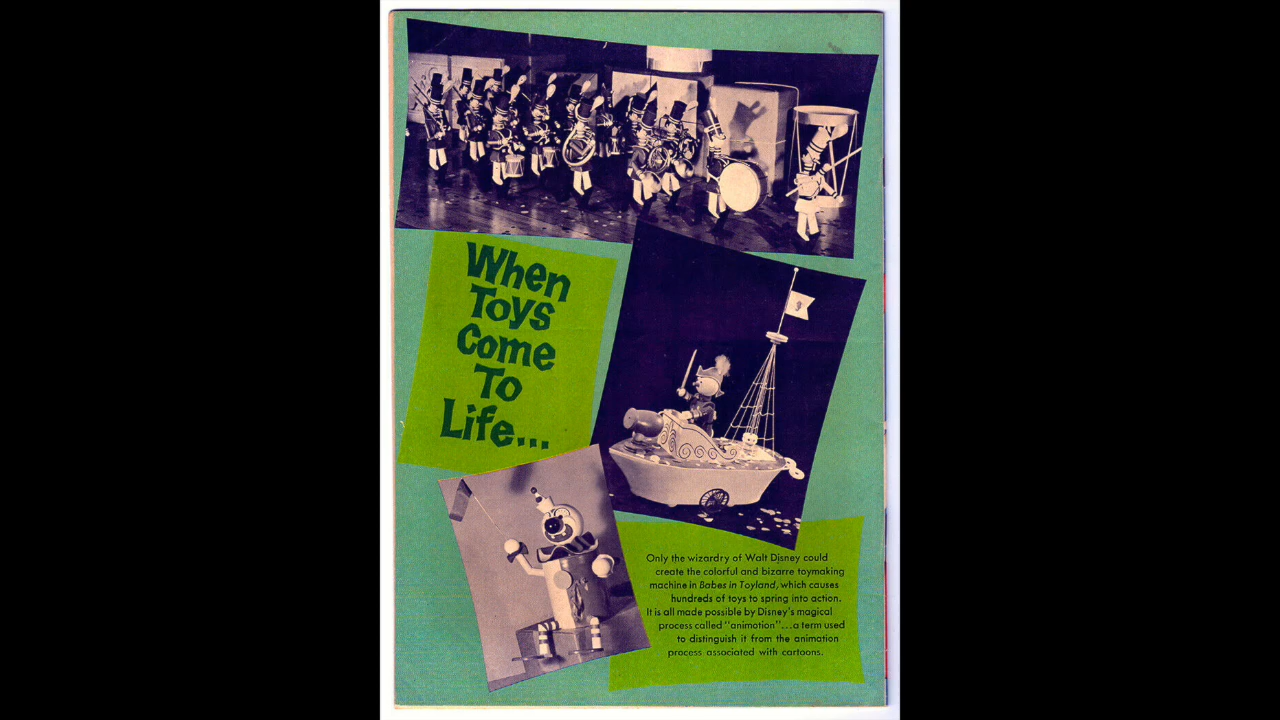 When
Toys
Come
To
Life...
Only the wizardry of Walt Disney could
create the colorful and bizarre toymaking
machine in Babes in Toyland, which causes
hundreds of toys to spring into action.
It is all made possible by Disney's magical
process called "animotion"...a term used
to distinguish it from the animation
process associated with cartoons.